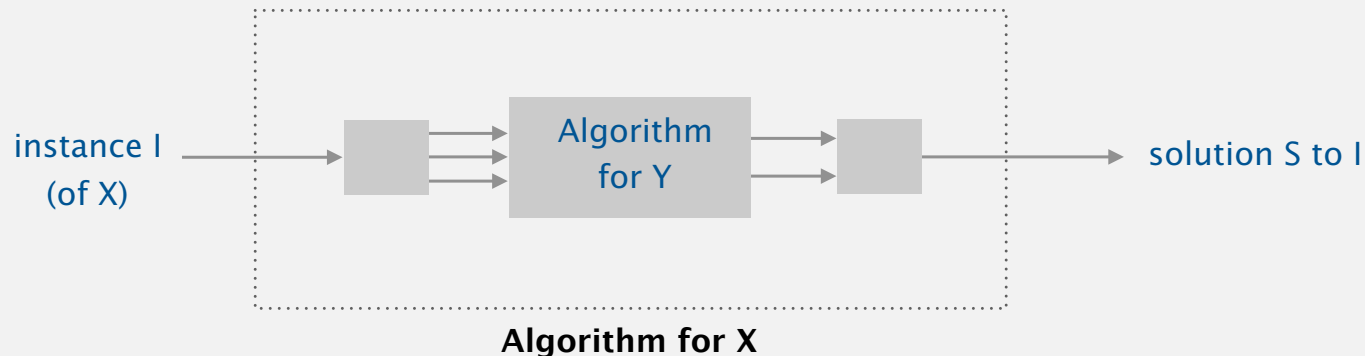 instance I
(of X)
Algorithm
for Y
solution S to I
Algorithm for X